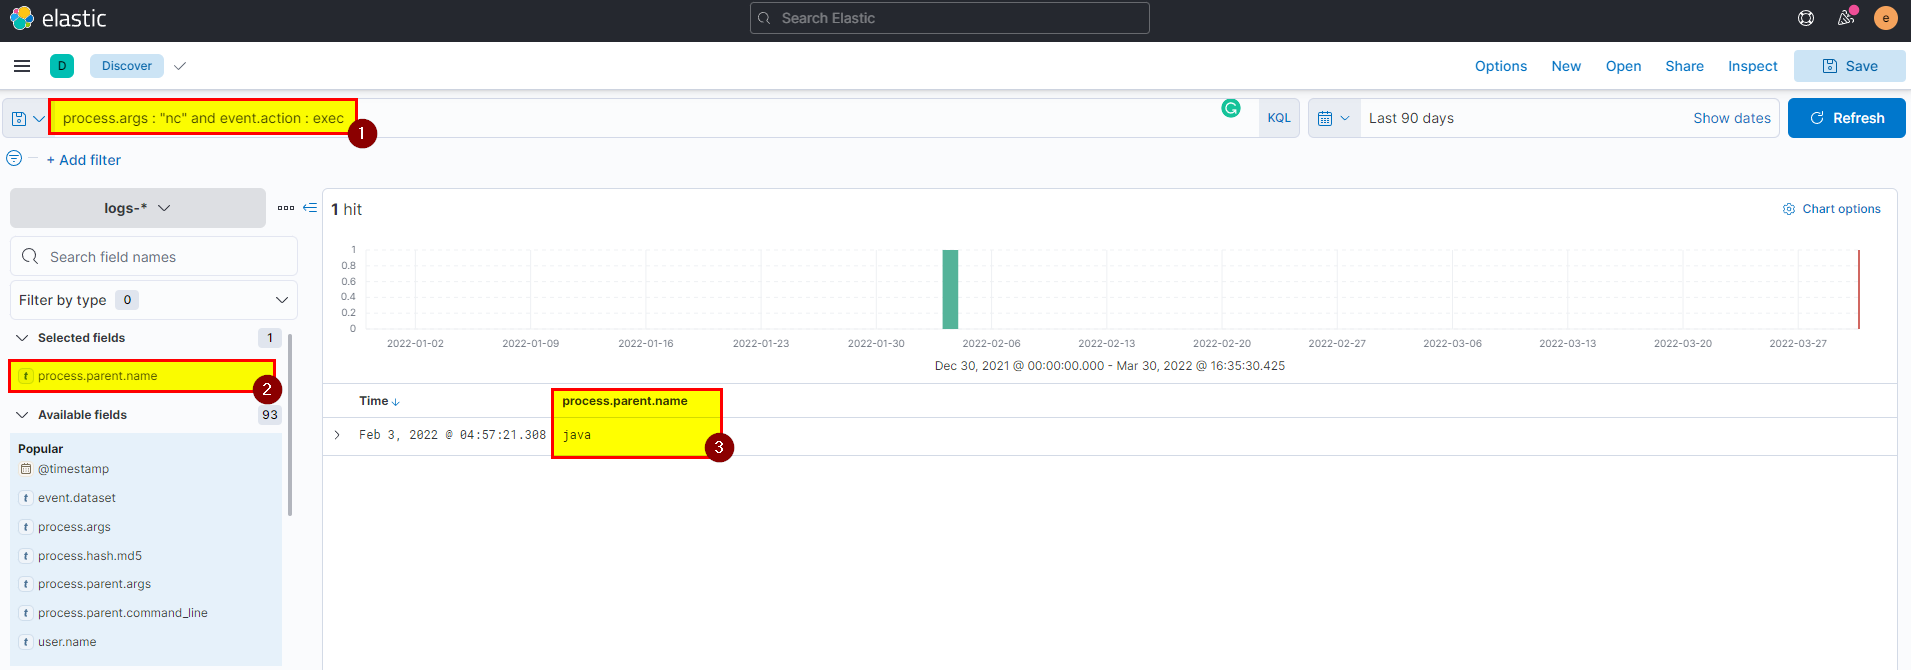 elastic
Search Elastic
e
D
Discover
Options
New
Open
Share
Inspect
Save
process.args : "nc" and event.action : exec
1
KQL
Last 90 days
Show dates
Refresh
+ Add filter
logs-*
1 hit
Chart options
Search field names
Filter by type 0
Selected fields 1
t process.parent.name
2
Available fields 93
Popular
@timestamp
t event.dataset
t process.args
t process.hash.md5
t process.parent.args
t process.parent.command_line
t user.name
1
0.8
0.6
0.4
0.2
0
2022-01-02 2022-01-09 2022-01-16 2022-01-23 2022-01-30 2022-02-06 2022-02-13 2022-02-20 2022-02-27 2022-03-06 2022-03-13 2022-03-20 2022-03-27
Dec 30, 2021 @ 00:00:00.000 - Mar 30, 2022 @ 16:35:30.425
Time process.parent.name
Feb 3, 2022 @ 04:57:21.308 java
3